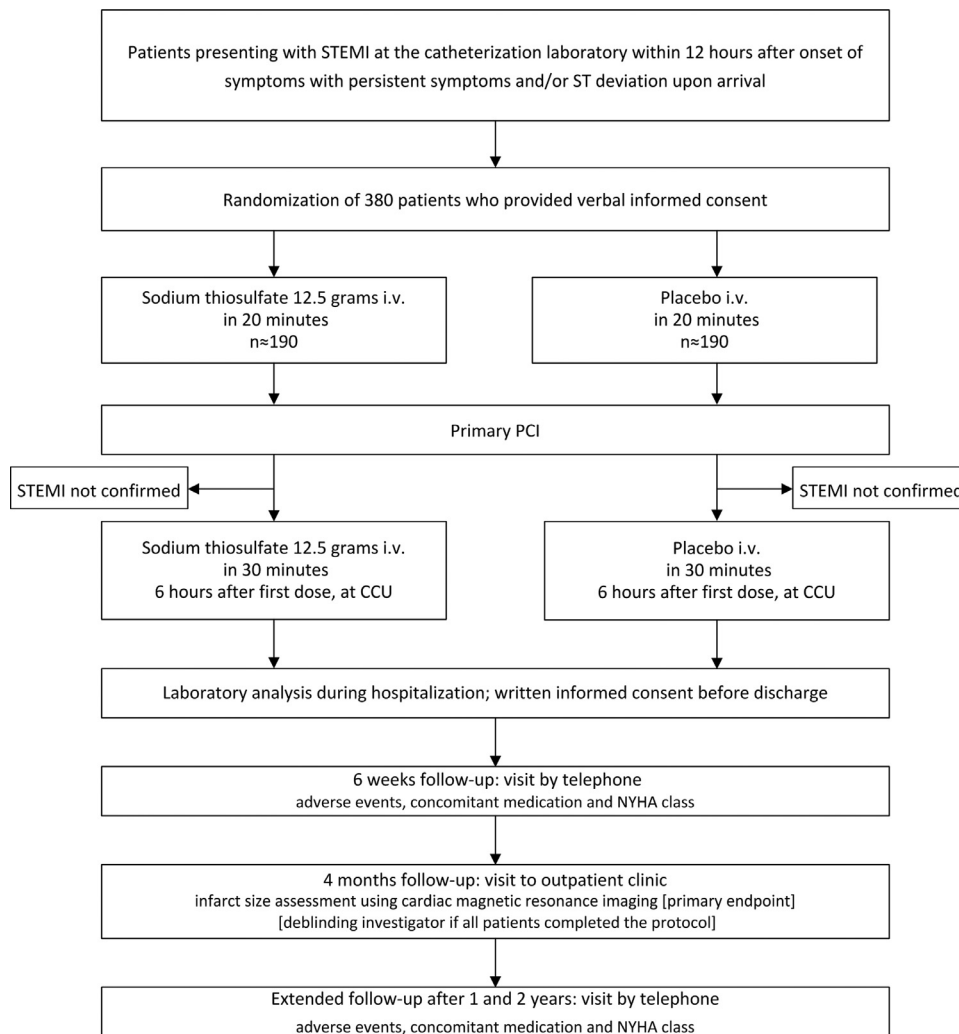 Patients presenting with STEMI at the catheterization laboratory within 12 hours after onset of
symptoms with persistent symptoms and/or ST deviation upon arrival
Randomization of 380 patients who provided verbal informed consent
Sodium thiosulfate 12.5 grams i.v.
in 20 minutes
n≈190
Placebo i.v.
in 20 minutes
n≈190
Primary PCI
STEMI not confirmed
STEMI not confirmed
Sodium thiosulfate 12.5 grams i.v.
in 30 minutes
6 hours after first dose, at CCU
Placebo i.v.
in 30 minutes
6 hours after first dose, at CCU
Laboratory analysis during hospitalization; written informed consent before discharge
6 weeks follow-up: visit by telephone
adverse events, concomitant medication and NYHA class
4 months follow-up: visit to outpatient clinic
infarct size assessment using cardiac magnetic resonance imaging [primary endpoint]
[deblinding investigator if all patients completed the protocol]
Extended follow-up after 1 and 2 years: visit by telephone
adverse events, concomitant medication and NYHA class